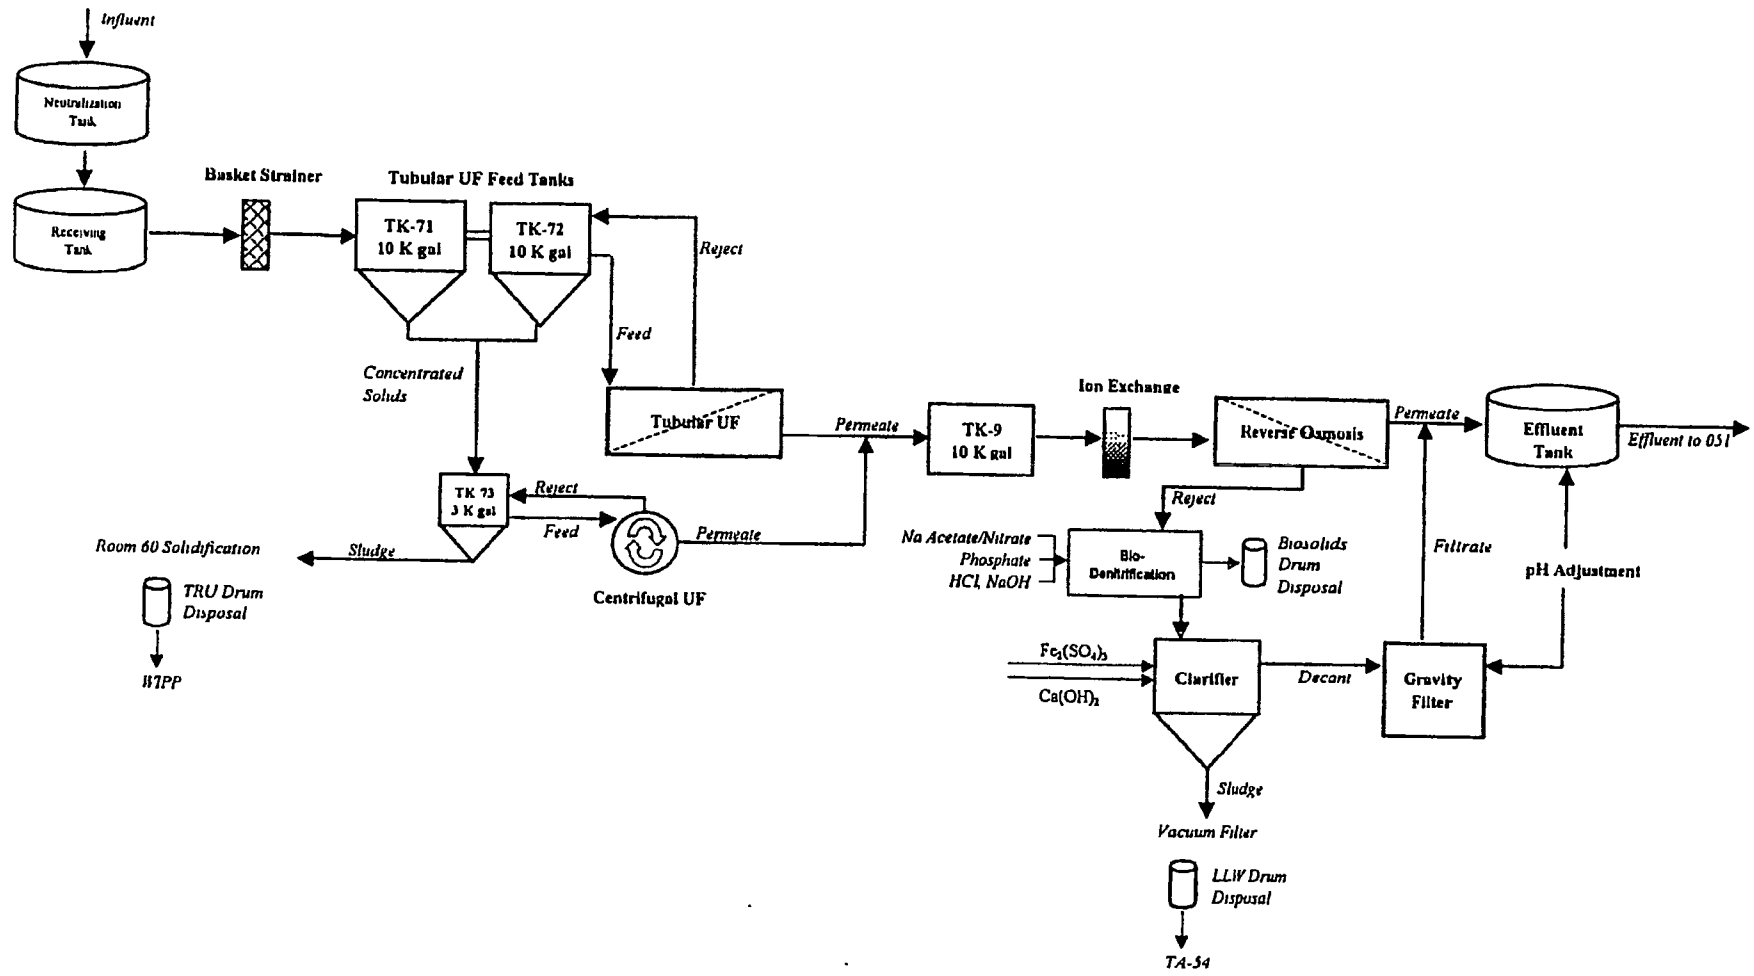 Influent
Neutralization
Tank
Receiving
Tank
Basket Strainer
Tubular UF Feed Tanks
TK-71
10 K gal
TK-72
10 K gal
Reject
Feed
Concentrated
Solids
Tubular UF
Permeate
TK-9
10 K gal
Ion Exchange
Reverse Osmosis
Permeate
Effluent
Tank
Effluent to 051
TK 73
3 K gal
Reject
Feed
Permeate
Centrifugal UF
Sludge
Room 60 Solidification
TRU Drum
Disposal
WIPP
Reject
Na Acetate/Nitrate
Phosphate
HCl, NaOH
Bio-
Denitrification
Biosolids
Drum
Disposal
Filtrate
pH Adjustment
Fe₂(SO₄)₃
Ca(OH)₂
Clarifier
Decant
Gravity
Filter
Sludge
Vacuum Filter
LLW Drum
Disposal
TA-54